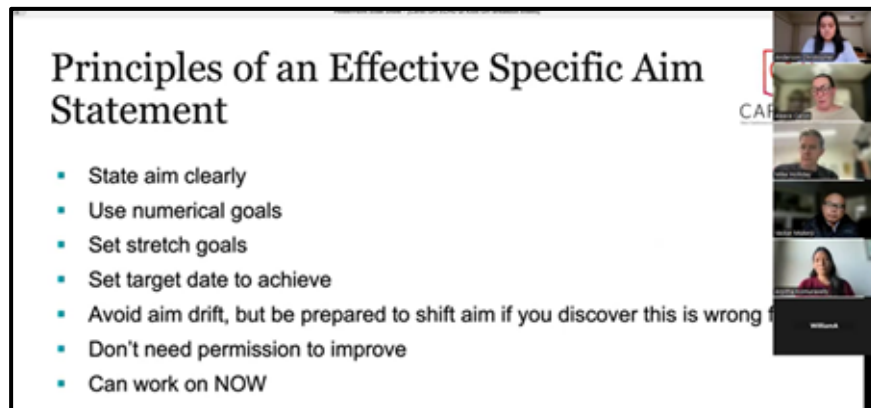 Principles of an Effective Specific Aim
Statement
CAF
State aim clearly
Use numerical goals
Set stretch goals
Set target date to achieve
Avoid aim drift, but be prepared to shift aim if you discover this is wrong f
Don't need permission to improve
Can work on NOW
WilliamA